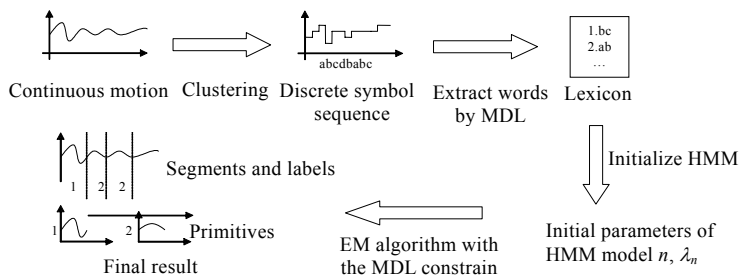 abcdbabc
1.bc
2.ab
…
Continuous motion
Clustering
Discrete symbol
sequence
Extract words
by MDL
Lexicon
Initialize HMM
Initial parameters of
HMM model n, λn
EM algorithm with
the MDL constrain
1 2 2
Segments and labels
1
2
Primitives
Final result